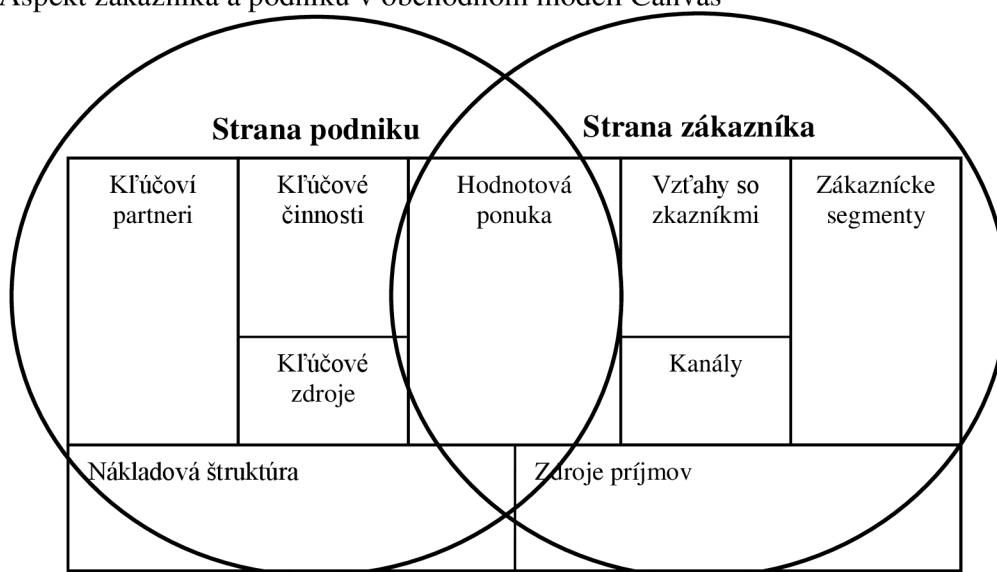 Aspekt zákazníka a podniku v obchodnom modeli Canvas
Strana podniku
Strana zákazníka
Kľúčoví
partneri
Kľúčové
činnosti
Hodnotová
ponuka
Vzťahy so
zkazníkmi
Zákaznícke
segmenty
Kľúčové
zdroje
Kanály
Nákladová štruktúra
Zdroje príjmov